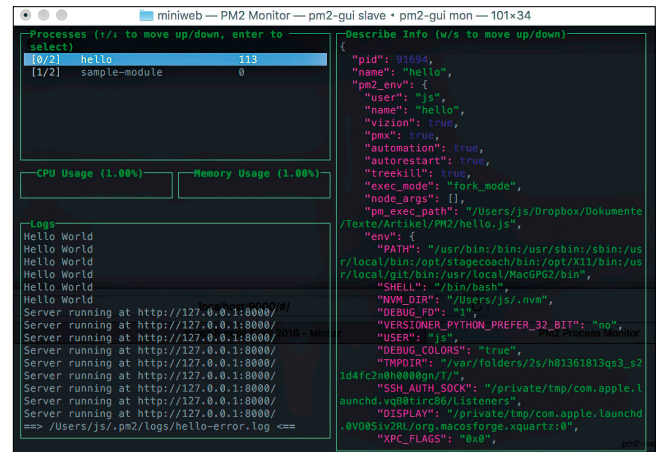 miniweb — PM2 Monitor — pm2-gui slave • pm2-gui mon — 101×34
Processes (↑/↓ to move up/down, enter to
select)
[0/2] hello 113
[1/2] sample-module 0
CPU Usage (1.00%)
Memory Usage (1.00%)
Logs
Hello World
Hello World
Hello World
Hello World
Hello World
Hello World
Server running at http://127.0.0.1:8000/
Server running at http://127.0.0.1:8000/
Server running at http://127.0.0.1:8000/
Server running at http://127.0.0.1:8000/
Server running at http://127.0.0.1:8000/
Server running at http://127.0.0.1:8000/
Server running at http://127.0.0.1:8000/
Server running at http://127.0.0.1:8000/
Server running at http://127.0.0.1:8000/
==> /Users/js/.pm2/logs/hello-error.log <==
Describe Info (w/s to move up/down)
{
"pid": 91694,
"name": "hello",
"pm2_env": {
"user": "js",
"name": "hello",
"vizion": true,
"pmx": true,
"automation": true,
"autorestart": true,
"treekill": true,
"exec_mode": "fork_mode",
"node_args": [],
"pm_exec_path": "/Users/js/Dropbox/Dokumente
/Texte/Artikel/PM2/hello.js",
"env": {
"PATH": "/usr/bin:/bin:/usr/sbin:/sbin:/us
r/local/bin:/opt/stagecoach/bin:/opt/X11/bin:/us
r/local/git/bin:/usr/local/MacGPG2/bin",
"SHELL": "/bin/bash",
"NVM_DIR": "/Users/js/.nvm",
"DEBUG_FD": "1",
"VERSIONER_PYTHON_PREFER_32_BIT": "no",
"USER": "js",
"DEBUG_COLORS": "true",
"TMPDIR": "/var/folders/2s/h81361813qs3_s2
1d4fc2n0h0000gn/T/",
"SSH_AUTH_SOCK": "/private/tmp/com.apple.l
aunchd.vqB0tirc86/Listeners",
"DISPLAY": "/private/tmp/com.apple.launchd
.0VO0Siv2RL/org.macosforge.xquartz:0",
"XPC_FLAGS": "0x0",
localhost:9000/#/
PM2 Process Monitor